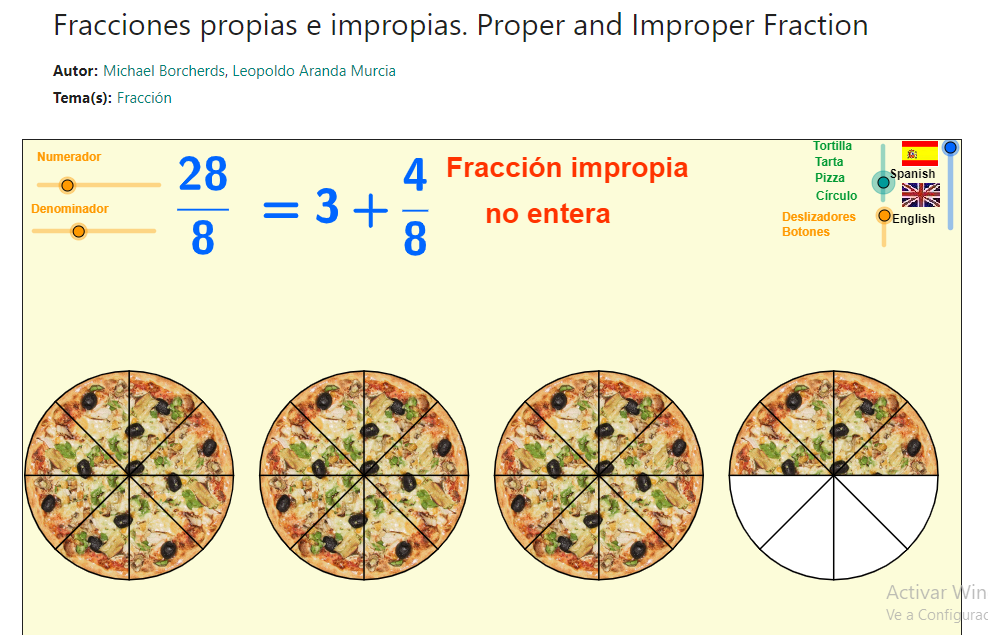 Fracciones propias e impropias. Proper and Improper Fraction
Autor: Michael Borcherds, Leopoldo Aranda Murcia
Tema(s): Fracción
Numerador
Denominador
28
8
= 3 +
4
8
Fracción impropia
no entera
Tortilla
Tarta
Pizza
Círculo
Deslizadores
Botones
Spanish
English
Activar Win
Ve a Configurac